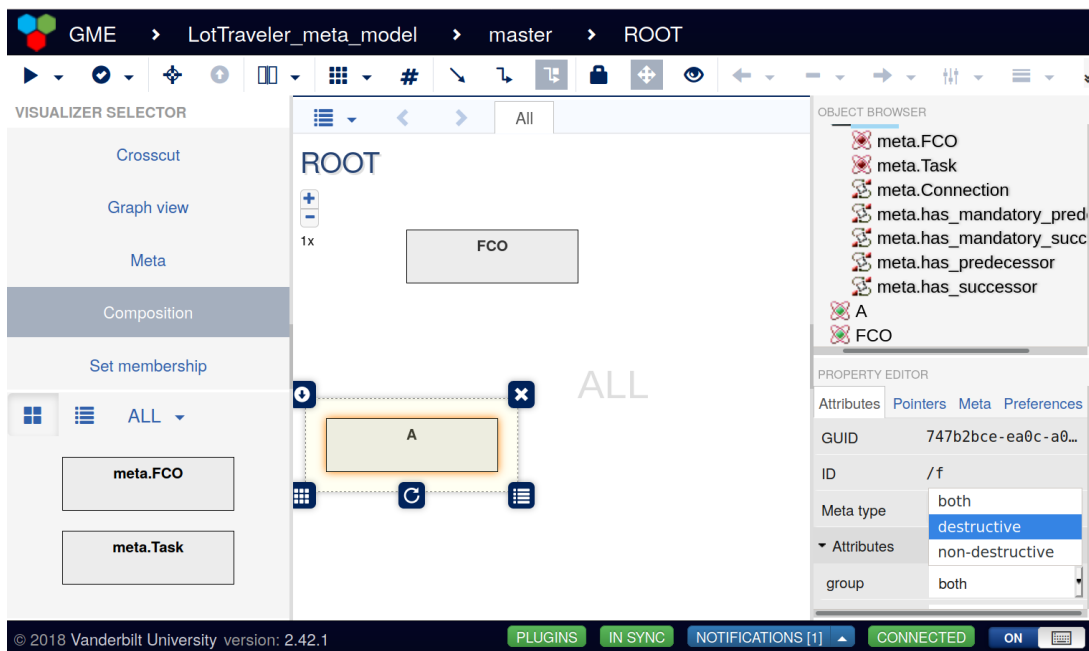 GME > LotTraveler_meta_model > master > ROOT
VISUALIZER SELECTOR
Crosscut
Graph view
Meta
Composition
Set membership
ALL
meta.FCO
meta.Task
All
ROOT
1x
FCO
ALL
A
OBJECT BROWSER
meta.FCO
meta.Task
meta.Connection
meta.has_mandatory_pred
meta.has_mandatory_succ
meta.has_predecessor
meta.has_successor
A
FCO
PROPERTY EDITOR
Attributes Pointers Meta Preferences
GUID 747b2bce-ea0c-a0…
ID /f
Meta type
both
destructive
non-destructive
Attributes
group both
© 2018 Vanderbilt University version: 2.42.1
PLUGINS IN SYNC NOTIFICATIONS [1] CONNECTED ON